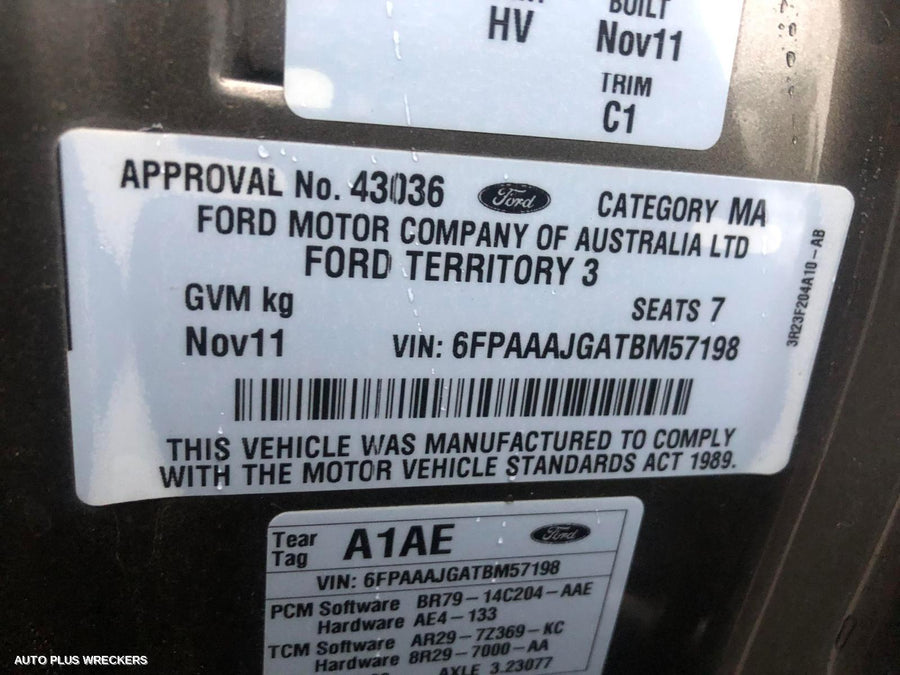 BUILT
HV Nov11
TRIM
C1
APPROVAL No. 43036 Ford CATEGORY MA
FORD MOTOR COMPANY OF AUSTRALIA LTD
FORD TERRITORY 3
GVM kg SEATS 7
Nov11 VIN: 6FPAAAJGATBM57198
THIS VEHICLE WAS MANUFACTURED TO COMPLY
WITH THE MOTOR VEHICLE STANDARDS ACT 1989.
3R23F204A10-AB
Tear Tag A1AE Ford
VIN: 6FPAAAJGATBM57198
PCM Software BR79-14C204-AAE
Hardware AE4-133
TCM Software AR29-7Z369-KC
Hardware 8R29-7000-AA
AXLE 3.23077
AUTO PLUS WRECKERS